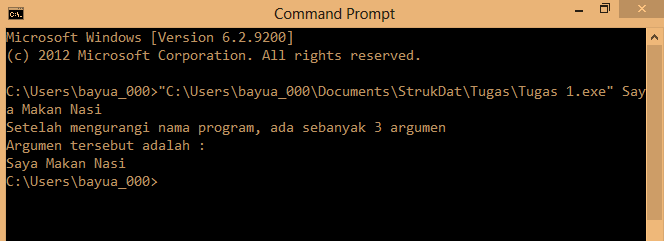 Command Prompt
Microsoft Windows [Version 6.2.9200]
(c) 2012 Microsoft Corporation. All rights reserved.
C:\Users\bayua_000>"C:\Users\bayua_000\Documents\StrukDat\Tugas\Tugas 1.exe" Say
a Makan Nasi
Setelah mengurangi nama program, ada sebanyak 3 argumen
Argumen tersebut adalah :
Saya Makan Nasi
C:\Users\bayua_000>